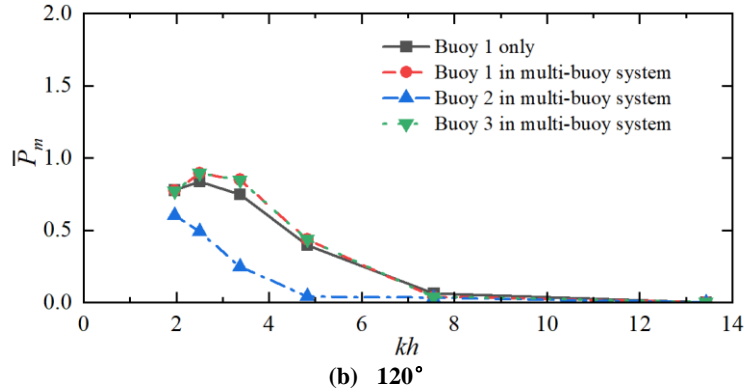 2.0
Buoy 1 only
Buoy 1 in multi-buoy system
1.5
Buoy 2 in multi-buoy system
Buoy 3 in multi-buoy system
P̅m
1.0
0.5
0.0
0 2 4 6 8 10 12 14
kh
(b) 120°